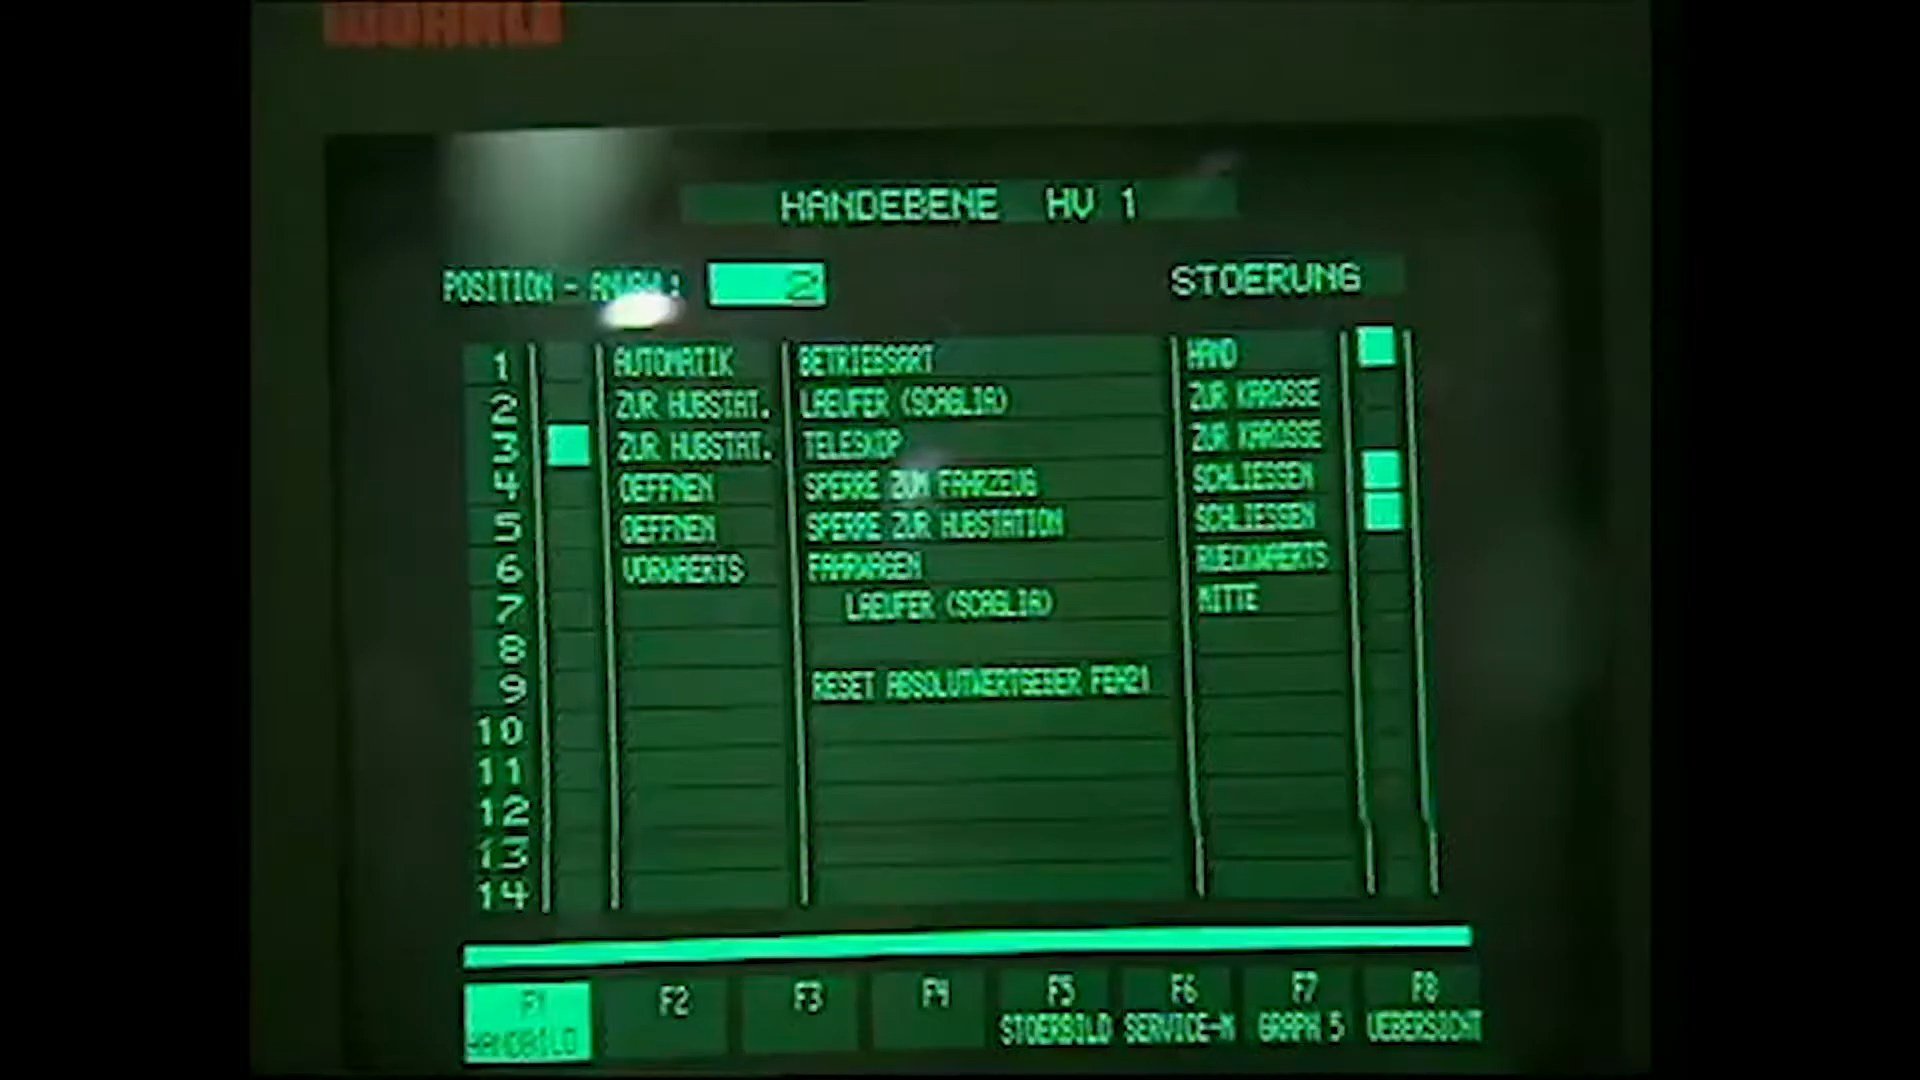 HANDEBENE HV 1
POSITION - ANWAHL: 2
STOERUNG
1 AUTOMATIK BETRIEBSART HAND
2 ZUR HUBSTAT. LAEUFER (SCAGLIA) ZUR KAROSSE
3 ZUR HUBSTAT. TELESKOP ZUR KAROSSE
4 OEFFNEN SPERRE ZUM FAHRZEUG SCHLIESSEN
5 OEFFNEN SPERRE ZUR HUBSTATION SCHLIESSEN
6 VORWAERTS FAHRWAGEN RUECKWAERTS
7 LAEUFER (SCAGLIA) MITTE
8
9 RESET ABSOLUTWERTGEBER FEH21
10
11
12
13
14
F1 F2 F3 F4 F5 F6 F7 F8
HANDBILD STOERBILD SERVICE-M GRAPH 5 UEBERSICHT